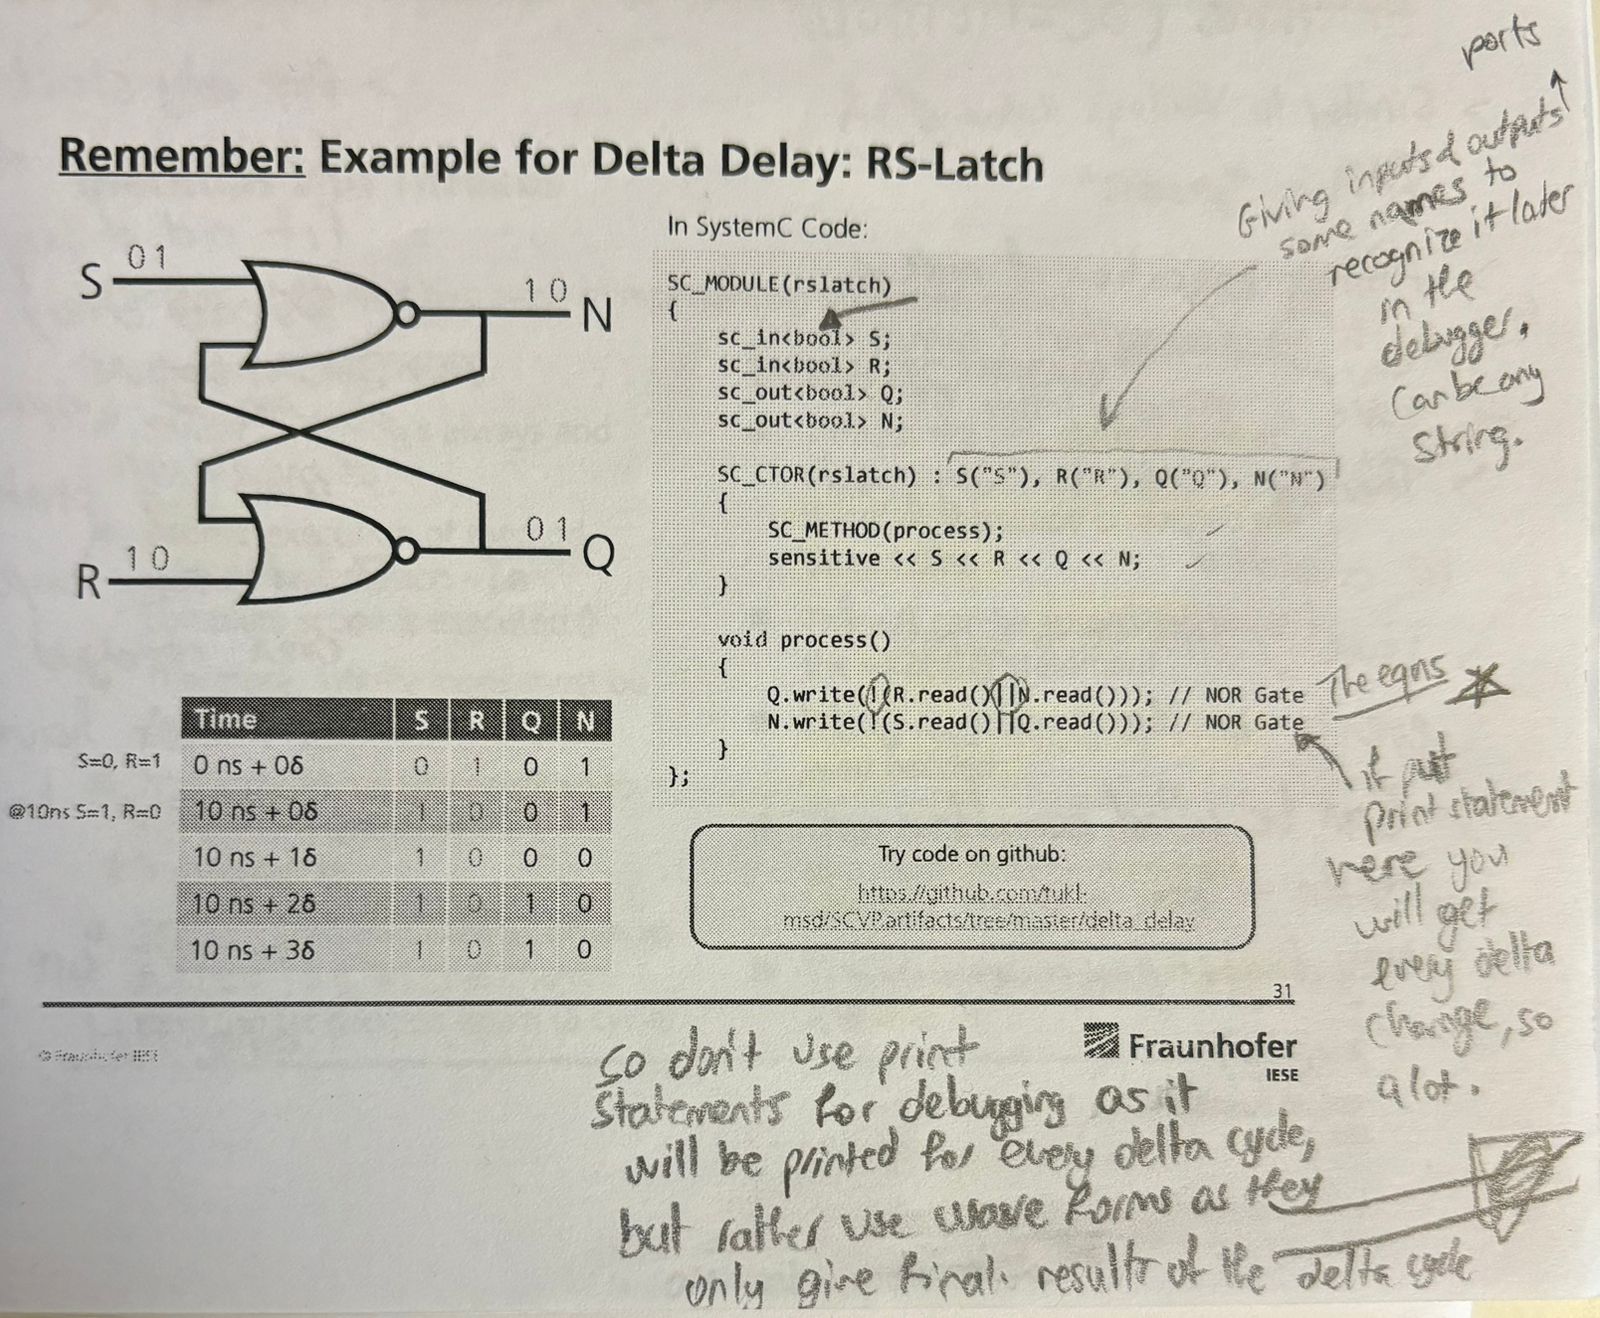 ports
Remember: Example for Delta Delay: RS-Latch
Giving inputs & outputs
some names to
recognize it later
in the
debugger.
Can be any
string.
In SystemC Code:
S 01
10 N
01 Q
R 10
SC_MODULE(rslatch)
{
sc_in<bool> S;
sc_in<bool> R;
sc_out<bool> Q;
sc_out<bool> N;
SC_CTOR(rslatch) : S("S"), R("R"), Q("Q"), N("N")
{
SC_METHOD(process);
sensitive << S << R << Q << N;
}
void process()
{
Q.write(!(R.read()||N.read())); // NOR Gate
N.write(!(S.read()||Q.read())); // NOR Gate
}
};
The eqns
if put
print statement
here you
will get
every delta
change, so
a lot.
Time S R Q N
S=0, R=1 0 ns + 0δ 0 1 0 1
@10ns S=1, R=0 10 ns + 0δ 1 0 0 1
10 ns + 1δ 1 0 0 0
10 ns + 2δ 1 0 1 0
10 ns + 3δ 1 0 1 0
Try code on github:
https://github.com/tukl-
msd/SCVP.artifacts/tree/master/delta_delay
31
© Fraunhofer IESE
Fraunhofer
IESE
so don't use print
statements for debugging as it
will be printed for every delta cycle,
but rather use wave forms as they
only give final results of the delta cycle